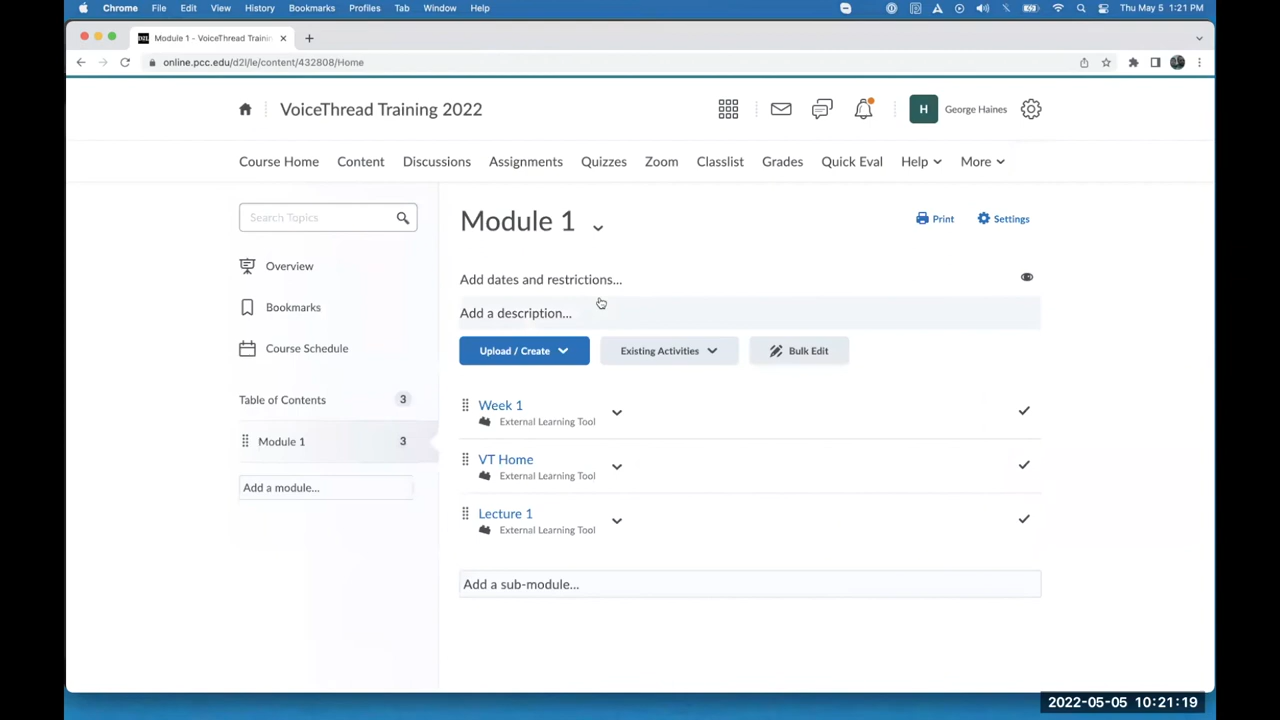 Chrome File Edit View History Bookmarks Profiles Tab Window Help Thu May 5 1:21 PM
D2L Module 1 - VoiceThread Trainin
online.pcc.edu/d2l/le/content/432808/Home
VoiceThread Training 2022
H George Haines
Course Home Content Discussions Assignments Quizzes Zoom Classlist Grades Quick Eval Help More
Search Topics
Overview
Bookmarks
Course Schedule
Table of Contents 3
Module 1 3
Add a module...
Module 1
Print Settings
Add dates and restrictions...
Add a description...
Upload / Create Existing Activities Bulk Edit
Week 1
External Learning Tool
VT Home
External Learning Tool
Lecture 1
External Learning Tool
Add a sub-module...
2022-05-05 10:21:19